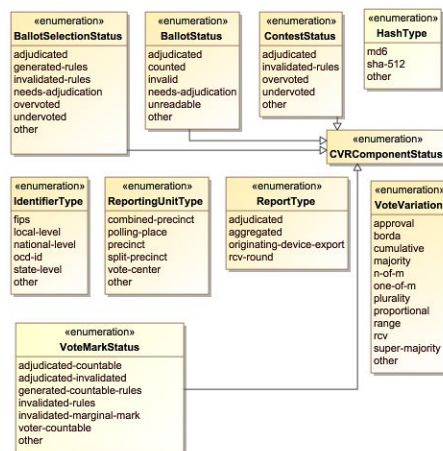 «enumeration»
BallotSelectionStatus
adjudicated
generated-rules
invalidated-rules
needs-adjudication
overvoted
undervoted
other
«enumeration»
BallotStatus
adjudicated
counted
invalid
needs-adjudication
unreadable
other
«enumeration»
ContestStatus
adjudicated
invalidated-rules
overvoted
undervoted
other
«enumeration»
HashType
md6
sha-512
other
«enumeration»
CVRComponentStatus
«enumeration»
IdentifierType
fips
local-level
national-level
ocd-id
state-level
other
«enumeration»
ReportingUnitType
combined-precinct
polling-place
precinct
split-precinct
vote-center
other
«enumeration»
ReportType
adjudicated
aggregated
originating-device-export
rcv-round
«enumeration»
VoteVariation
approval
borda
cumulative
majority
n-of-m
one-of-m
plurality
proportional
range
rcv
super-majority
other
«enumeration»
VoteMarkStatus
adjudicated-countable
adjudicated-invalidated
generated-countable-rules
invalidated-rules
invalidated-marginal-mark
voter-countable
other